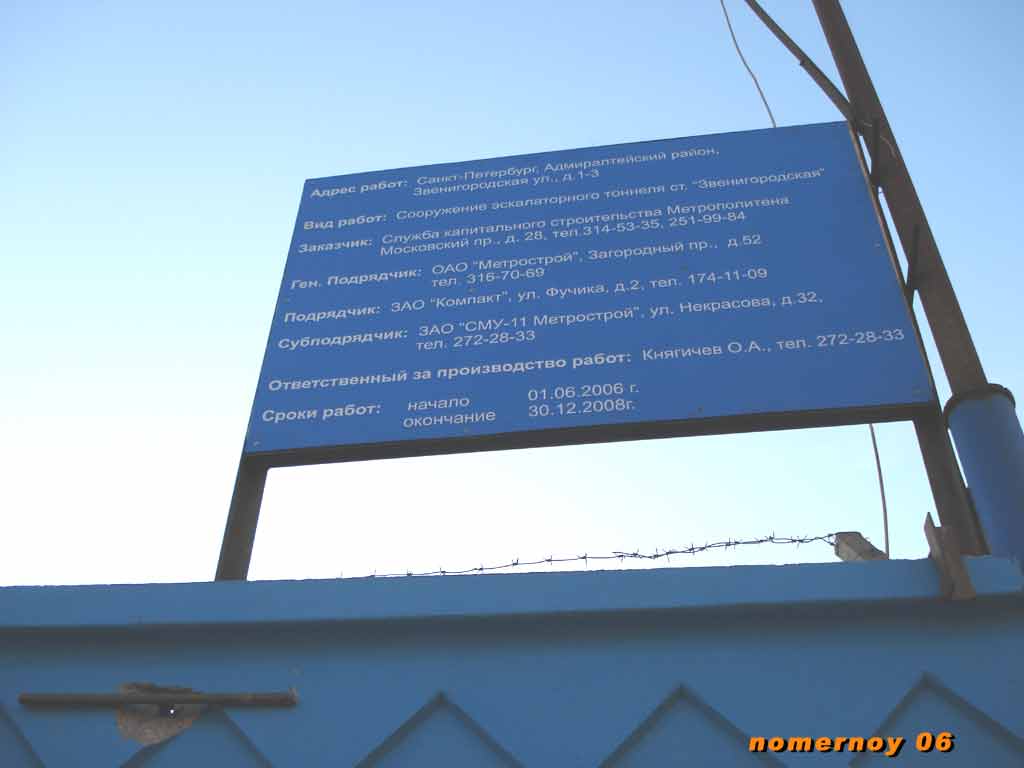 Адрес работ: Санкт-Петербург, Адмиралтейский район,
Звенигородская ул., д.1-3
Вид работ: Сооружение эскалаторного тоннеля ст. "Звенигородская"
Заказчик: Служба капитального строительства Метрополитена
Московский пр., д. 28, тел.314-53-35, 251-99-84
Ген. Подрядчик: ОАО "Метрострой", Загородный пр., д.52
тел. 316-70-69
Подрядчик: ЗАО "Компакт", ул. Фучика, д.2, тел. 174-11-09
Субподрядчик: ЗАО "СМУ-11 Метрострой", ул. Некрасова, д.32,
тел. 272-28-33
Ответственный за производство работ: Княгичев О.А., тел. 272-28-33
Сроки работ: начало 01.06.2006 г.
окончание 30.12.2008г.
nomernoy 06